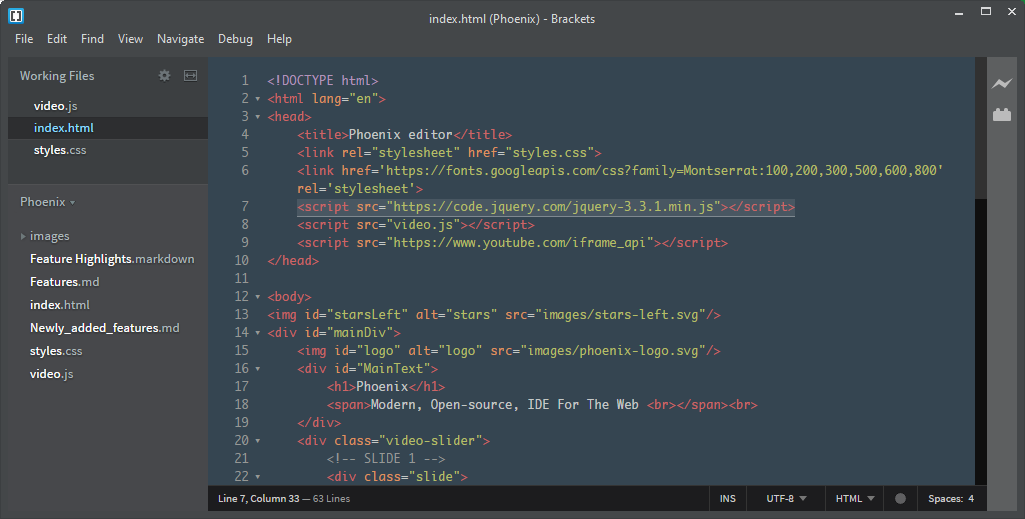 index.html (Phoenix) - Brackets
File Edit Find View Navigate Debug Help
Working Files
video.js
index.html
styles.css
Phoenix
images
Feature Highlights.markdown
Features.md
index.html
Newly_added_features.md
styles.css
video.js
1 <!DOCTYPE html>
2 <html lang="en">
3 <head>
4 <title>Phoenix editor</title>
5 <link rel="stylesheet" href="styles.css">
6 <link href='https://fonts.googleapis.com/css?family=Montserrat:100,200,300,500,600,800'
rel='stylesheet'>
7 <script src="https://code.jquery.com/jquery-3.3.1.min.js"></script>
8 <script src="video.js"></script>
9 <script src="https://www.youtube.com/iframe_api"></script>
10 </head>
11
12 <body>
13 <img id="starsLeft" alt="stars" src="images/stars-left.svg"/>
14 <div id="mainDiv">
15 <img id="logo" alt="logo" src="images/phoenix-logo.svg"/>
16 <div id="MainText">
17 <h1>Phoenix</h1>
18 <span>Modern, Open-source, IDE For The Web <br></span><br>
19 </div>
20 <div class="video-slider">
21 <!-- SLIDE 1 -->
22 <div class="slide">
Line 7, Column 33 — 63 Lines INS UTF-8 HTML Spaces: 4